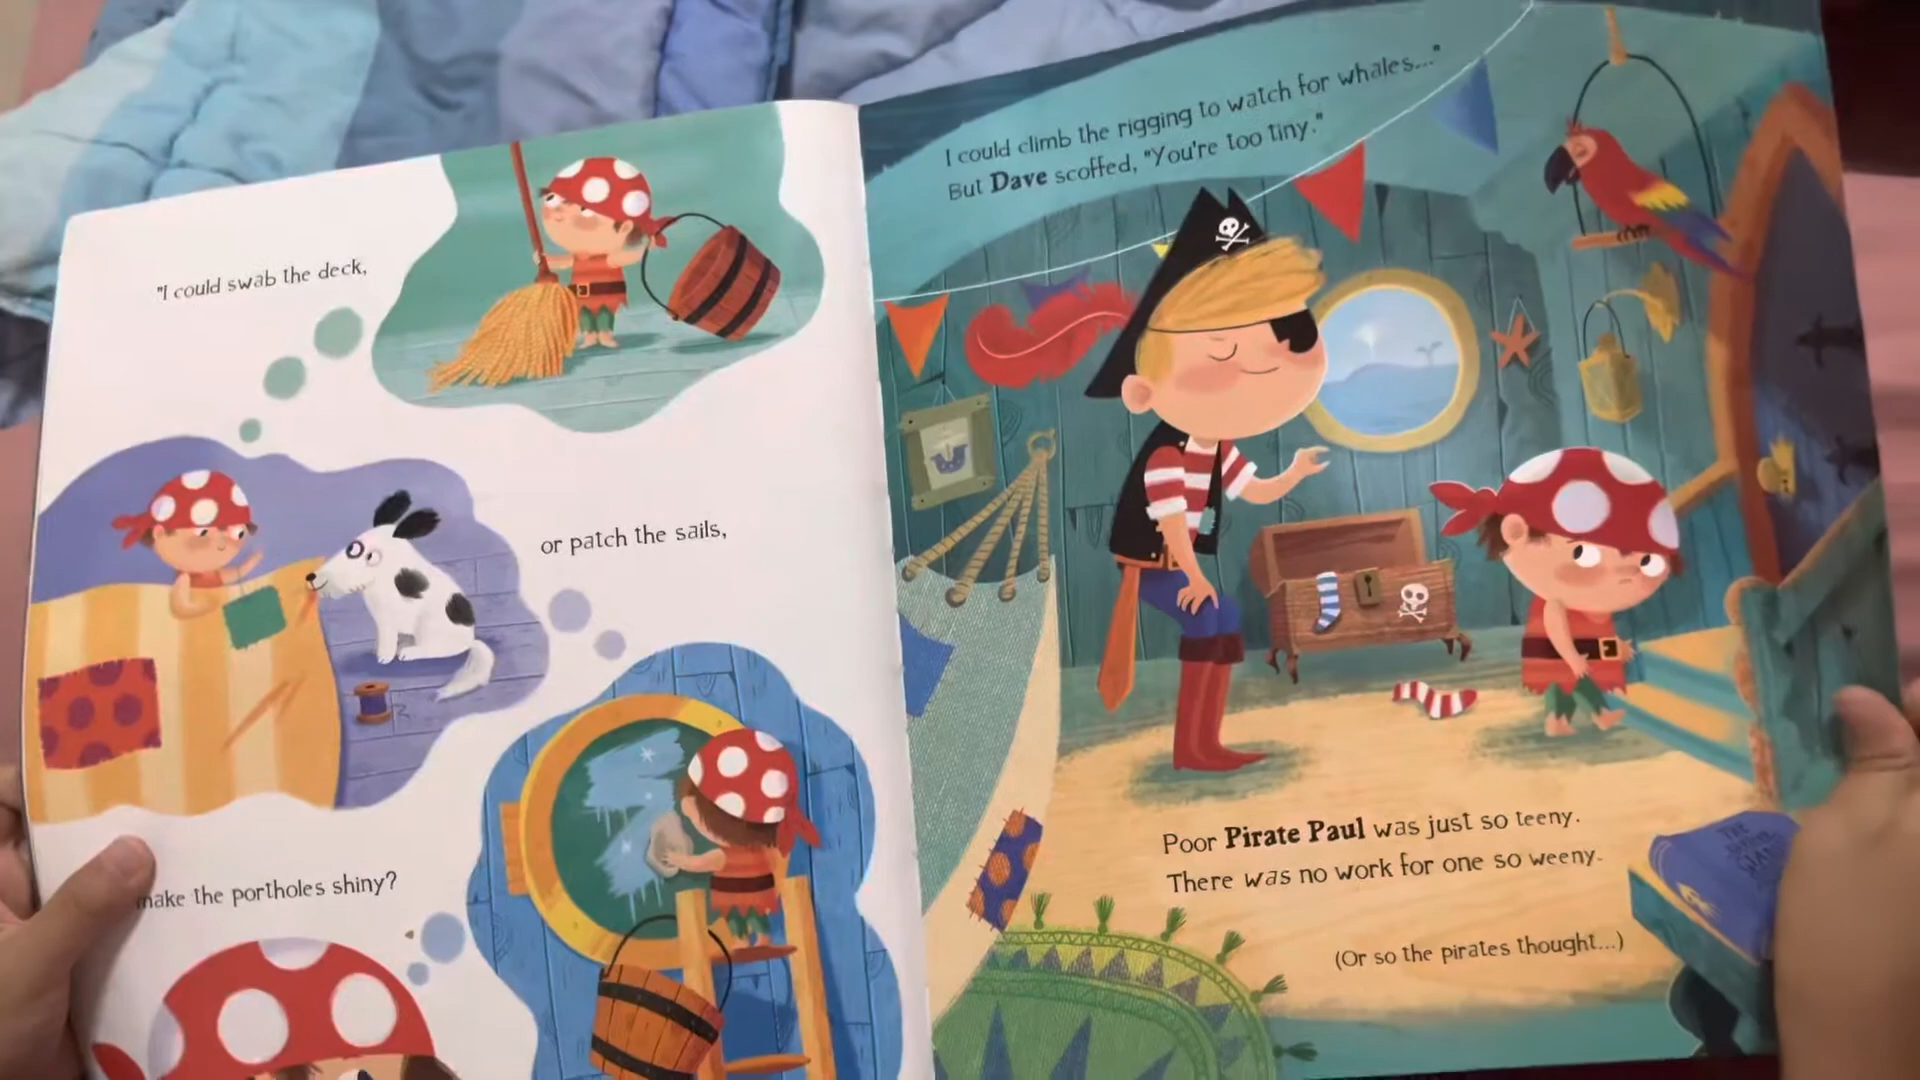 "I could swab the deck,
or patch the sails,
make the portholes shiny?
I could climb the rigging to watch for whales..."
But Dave scoffed, "You're too tiny."
Poor Pirate Paul was just so teeny.
There was no work for one so weeny.
(Or so the pirates thought...)
THE